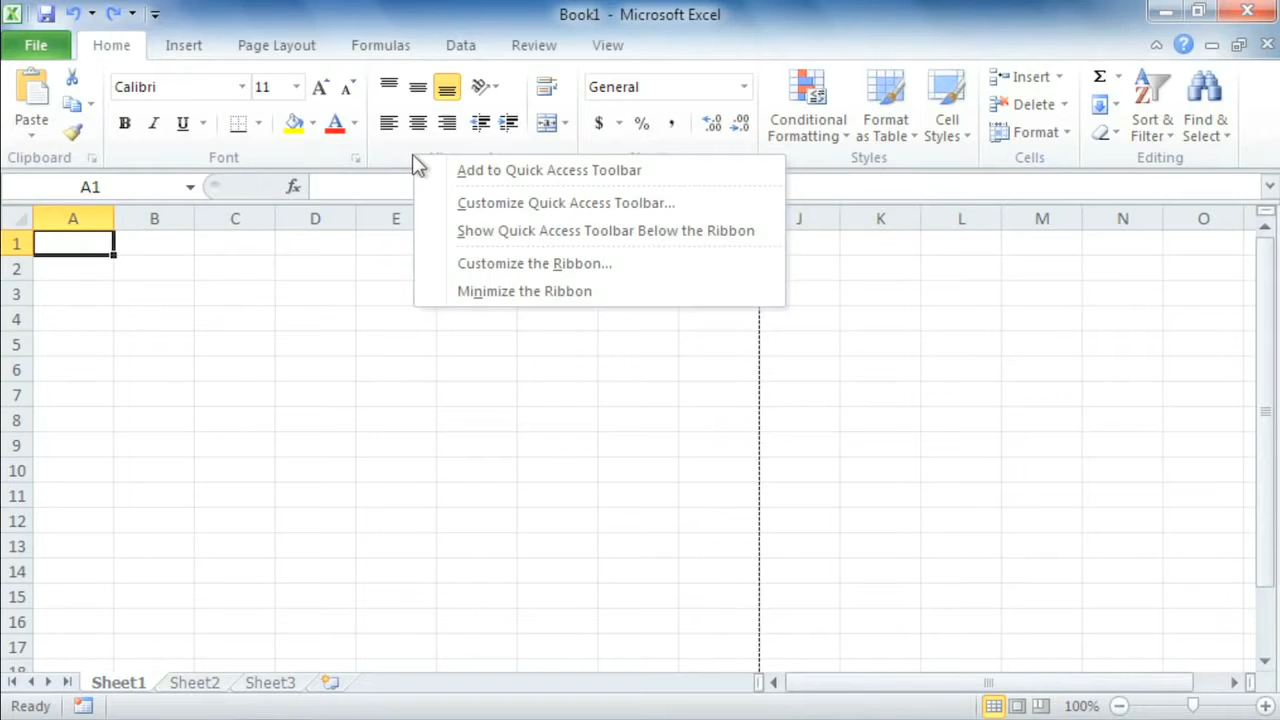 Book1 - Microsoft Excel
File Home Insert Page Layout Formulas Data Review View
Paste
Calibri 11
B I U A
General
$ % ,
Conditional Formatting
Format as Table
Cell Styles
Insert
Delete
Format
Σ
Sort & Filter
Find & Select
Clipboard Font Styles Cells Editing
A1 fx
Add to Quick Access Toolbar
Customize Quick Access Toolbar...
Show Quick Access Toolbar Below the Ribbon
Customize the Ribbon...
Minimize the Ribbon
A B C D E J K L M N O
1
2
3
4
5
6
7
8
9
10
11
12
13
14
15
16
17
Sheet1 Sheet2 Sheet3
Ready 100%